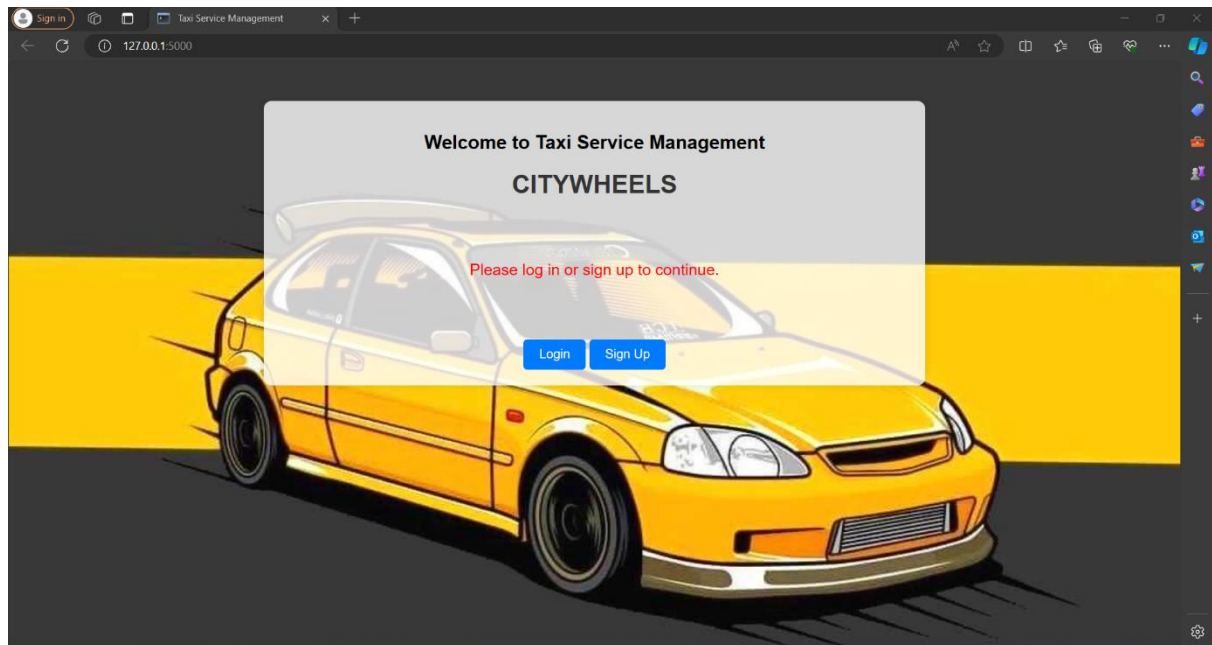 Sign in
Taxi Service Management
127.0.0.1:5000
Welcome to Taxi Service Management
CITYWHEELS
Please log in or sign up to continue.
Login Sign Up